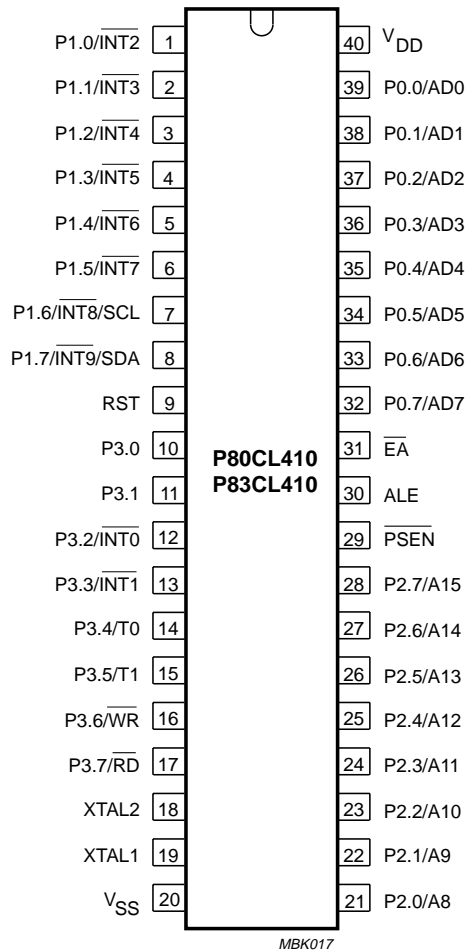 P1.0/INT2 1
P1.1/INT3 2
P1.2/INT4 3
P1.3/INT5 4
P1.4/INT6 5
P1.5/INT7 6
P1.6/INT8/SCL 7
P1.7/INT9/SDA 8
RST 9
P3.0 10
P3.1 11
P3.2/INT0 12
P3.3/INT1 13
P3.4/T0 14
P3.5/T1 15
P3.6/WR 16
P3.7/RD 17
XTAL2 18
XTAL1 19
VSS 20
P80CL410
P83CL410
40 VDD
39 P0.0/AD0
38 P0.1/AD1
37 P0.2/AD2
36 P0.3/AD3
35 P0.4/AD4
34 P0.5/AD5
33 P0.6/AD6
32 P0.7/AD7
31 EA
30 ALE
29 PSEN
28 P2.7/A15
27 P2.6/A14
26 P2.5/A13
25 P2.4/A12
24 P2.3/A11
23 P2.2/A10
22 P2.1/A9
21 P2.0/A8
MBK017